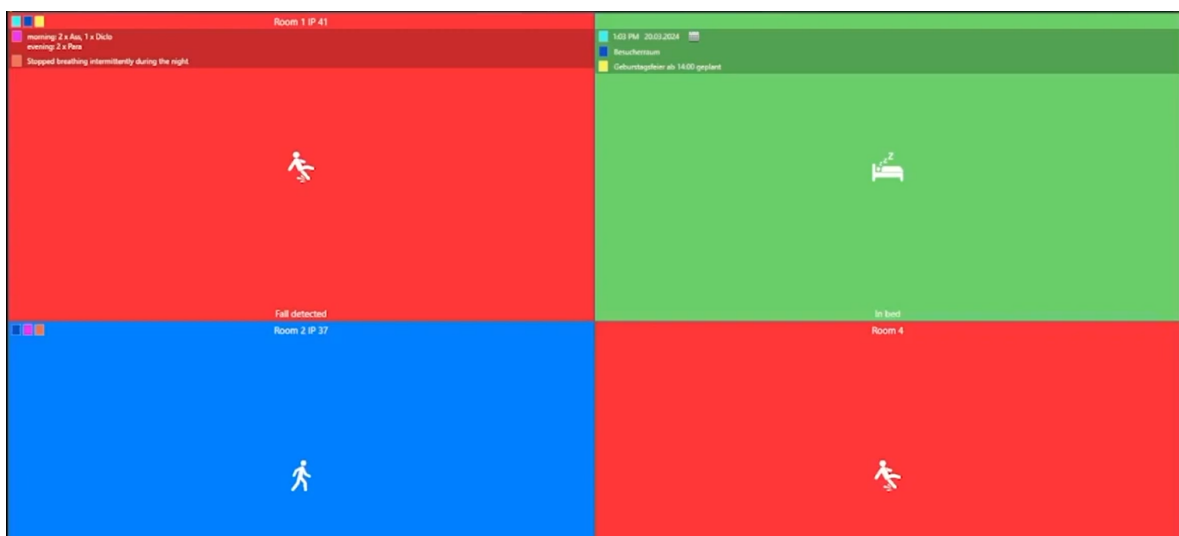 Room 1 IP 41
morning: 2 x Ass, 1 x Diclo
evening: 2 x Para
Stopped breathing intermittently during the night
Fall detected
1:03 PM 20.03.2024
Besucherraum
Geburstagsfeier ab 14:00 geplant
Z
In bed
Room 2 IP 37
Room 4